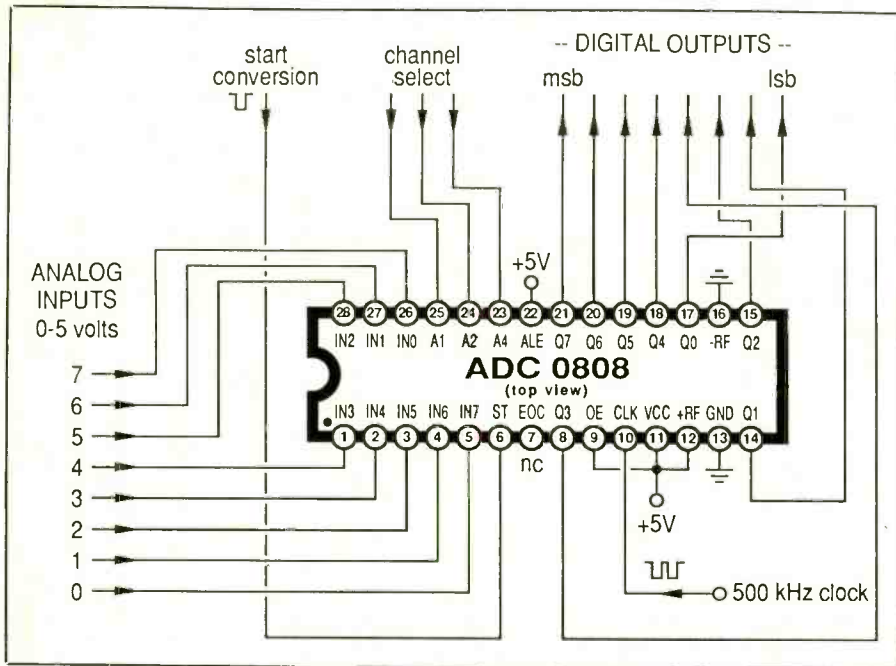 -- DIGITAL OUTPUTS --
start conversion
channel select
msb
lsb
ANALOG INPUTS
0-5 volts
7
6
5
4
3
2
1
0
+5V
28 27 26 25 24 23 22 21 20 19 18 17 16 15
IN2 IN1 IN0 A1 A2 A4 ALE Q7 Q6 Q5 Q4 Q0 -RF Q2
ADC 0808
(top view)
IN3 IN4 IN5 IN6 IN7 ST EOC Q3 OE CLK VCC +RF GND Q1
1 2 3 4 5 6 7 8 9 10 11 12 13 14
nc
+5V
500 kHz clock